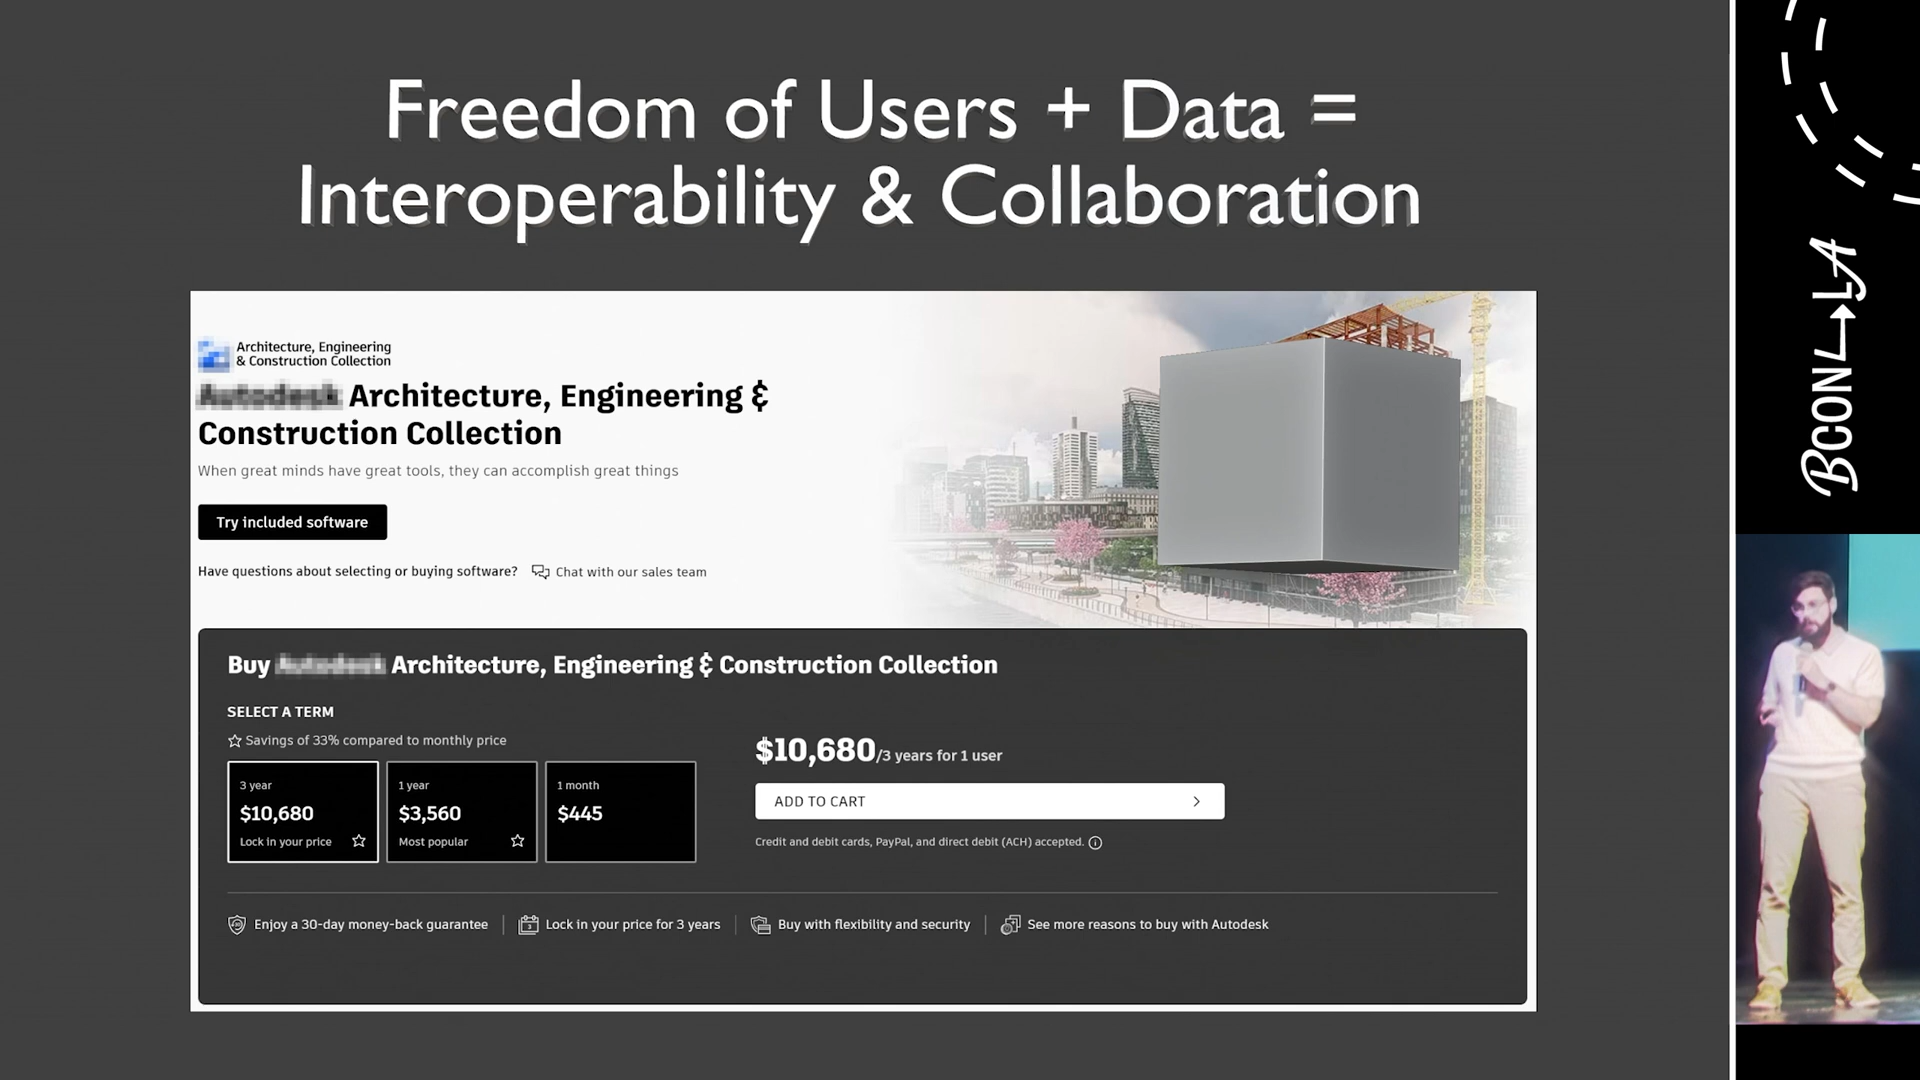 Freedom of Users + Data =
Interoperability & Collaboration
Architecture, Engineering
& Construction Collection
Architecture, Engineering &
Construction Collection
When great minds have great tools, they can accomplish great things
Try included software
Have questions about selecting or buying software? Chat with our sales team
Buy Architecture, Engineering & Construction Collection
SELECT A TERM
Savings of 33% compared to monthly price
3 year
$10,680
Lock in your price
1 year
$3,560
Most popular
1 month
$445
$10,680/3 years for 1 user
ADD TO CART
Credit and debit cards, PayPal, and direct debit (ACH) accepted.
Enjoy a 30-day money-back guarantee
Lock in your price for 3 years
Buy with flexibility and security
See more reasons to buy with Autodesk
BCON LA